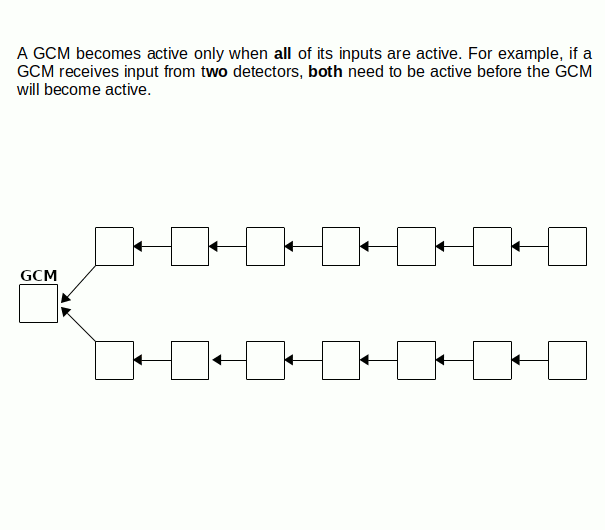 A GCM becomes active only when all of its inputs are active. For example, if a
GCM receives input from two detectors, both need to be active before the GCM
will become active.
GCM